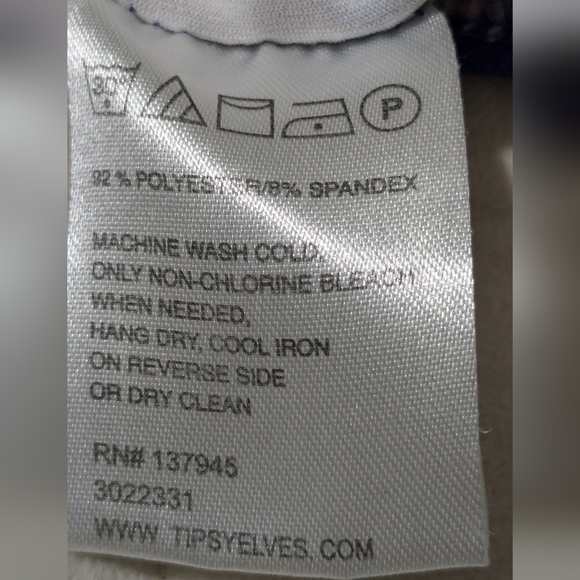 30°
P
92 % POLYESTER/8% SPANDEX
MACHINE WASH COLD.
ONLY NON-CHLORINE BLEACH
WHEN NEEDED,
HANG DRY, COOL IRON
ON REVERSE SIDE
OR DRY CLEAN
RN# 137945
3022331
WWW. TIPSYELVES. COM